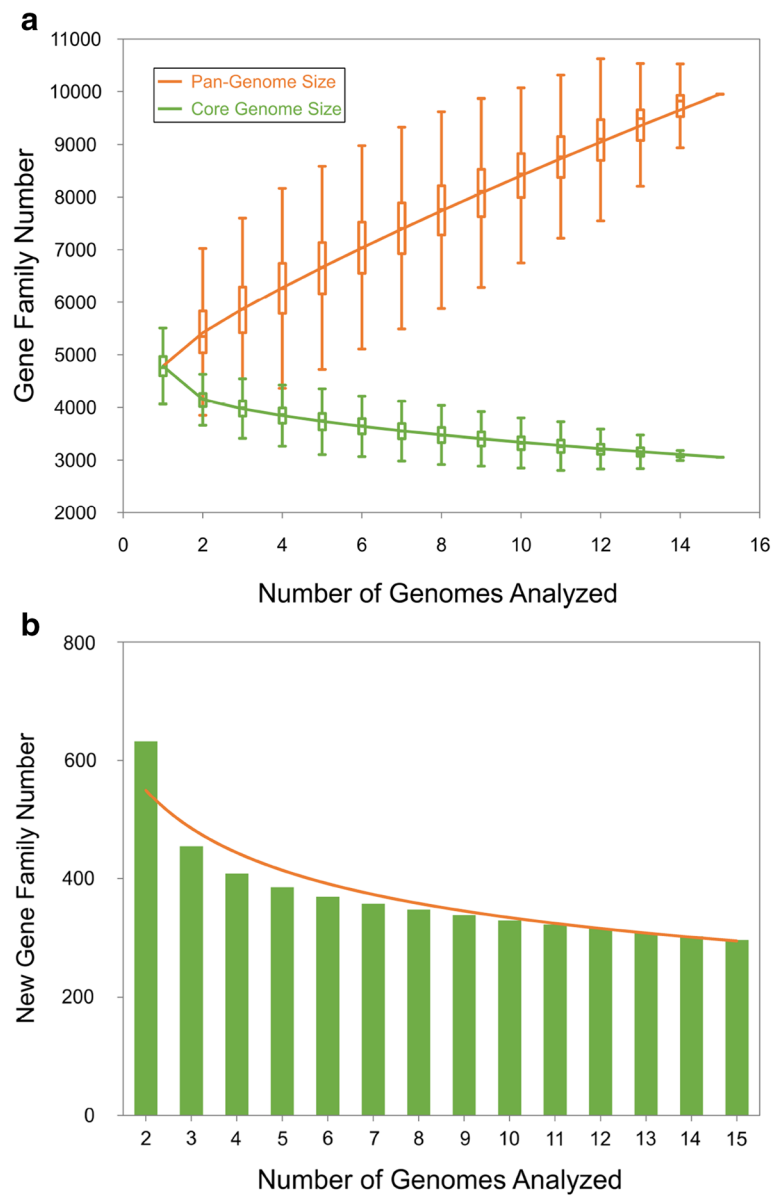 a
11000
10000
9000
8000
7000
6000
5000
4000
3000
2000
Gene Family Number
Pan-Genome Size
Core Genome Size
0 2 4 6 8 10 12 14 16
Number of Genomes Analyzed
b
800
600
400
200
0
New Gene Family Number
2 3 4 5 6 7 8 9 10 11 12 13 14 15
Number of Genomes Analyzed